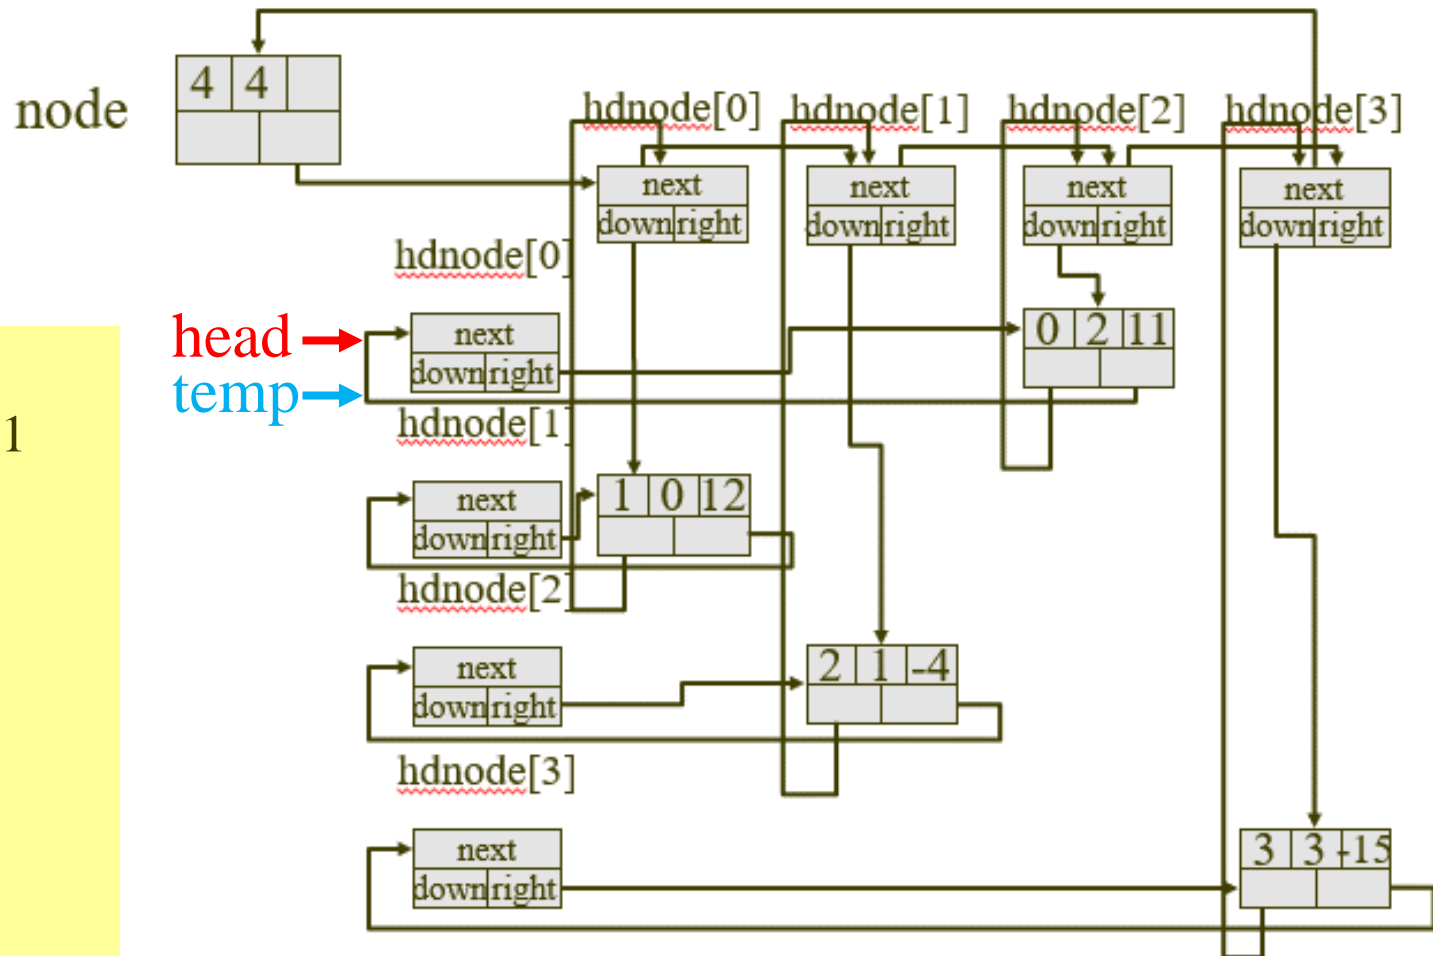 4 4
node
hdnode[0] hdnode[1] hdnode[2] hdnode[3]
next next next next
down right down right down right down right
hdnode[0]
head
next
0 2 11
down right
temp
hdnode[1]
1
next
1 0 12
down right
hdnode[2]
next
2 1 -4
down right
hdnode[3]
next
3 3 -15
down right